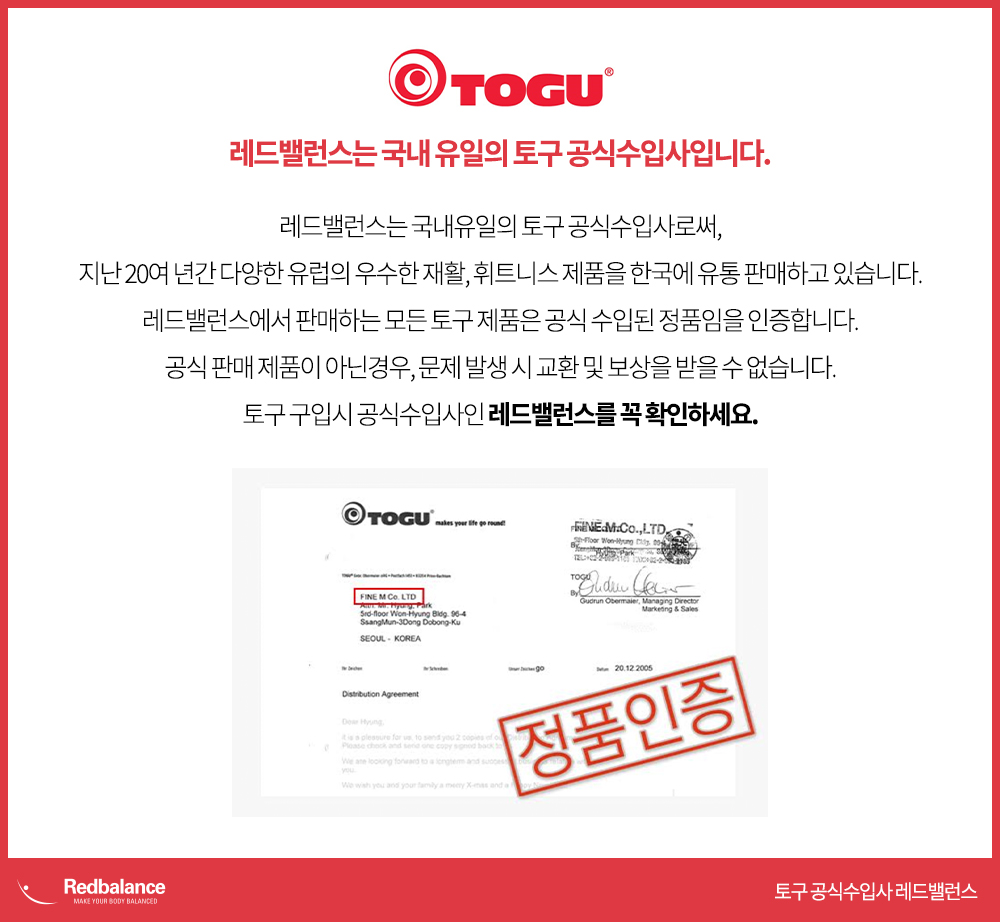 TOGU®
레드밸런스는 국내 유일의 토구 공식수입사입니다.
레드밸런스는 국내유일의 토구 공식수입사로써,
지난 20여 년간 다양한 유럽의 우수한 재활, 휘트니스 제품을 한국에 유통 판매하고 있습니다.
레드밸런스에서 판매하는 모든 토구 제품은 공식 수입된 정품임을 인증합니다.
공식 판매 제품이 아닌경우, 문제 발생 시 교환 및 보상을 받을 수 없습니다.
토구 구입시 공식수입사인 레드밸런스를 꼭 확인하세요.
TOGU® makes your life go round!
FINE M Co., LTD
By
TOGU
By
Gudrun Obermaier, Managing Director
Marketing & Sales
FINE M Co. LTD
Attn. Mr. Hyung, Park
5rd-floor Won-Hyung Bldg. 96-4
SsangMun-3Dong Dobong-Ku
SEOUL - KOREA
Ihr Zeichen
Unser Zeichen: go
Datum 20.12.2005
Distribution Agreement
Dear Hyung,
It is a pleasure for us, to send you 2 copies of
Please check and send one copy signed back to
We are looking forward to a longterm and
you.
We wish you and your family a merry X-mas and a
정품인증
Redbalance
MAKE YOUR BODY BALANCED
토구 공식수입사 레드밸런스